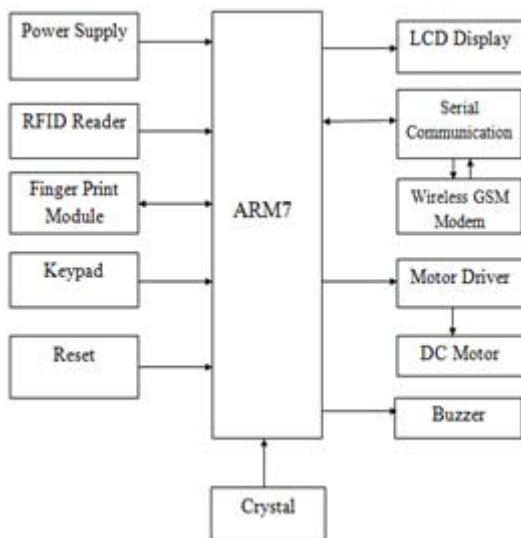 Power Supply
RFID Reader
Finger Print
Module
Keypad
Reset
ARM7
Crystal
LCD Display
Serial
Communication
Wireless GSM
Modem
Motor Driver
DC Motor
Buzzer